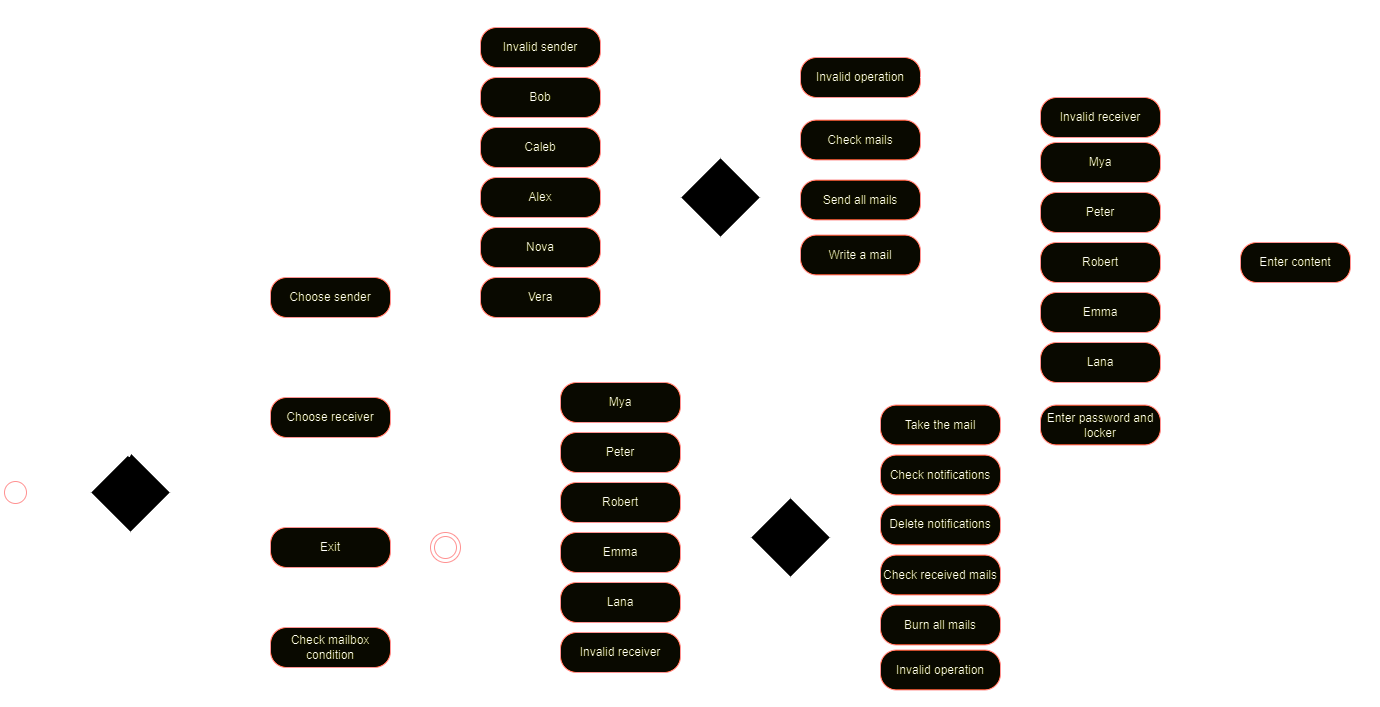 Invalid sender
Bob
Caleb
Alex
Nova
Vera
Choose sender
Choose receiver
Exit
Check mailbox
condition
Mya
Peter
Robert
Emma
Lana
Invalid receiver
Invalid operation
Check mails
Send all mails
Write a mail
Take the mail
Check notifications
Delete notifications
Check received mails
Burn all mails
Invalid operation
Invalid receiver
Mya
Peter
Robert
Emma
Lana
Enter password and
locker
Enter content